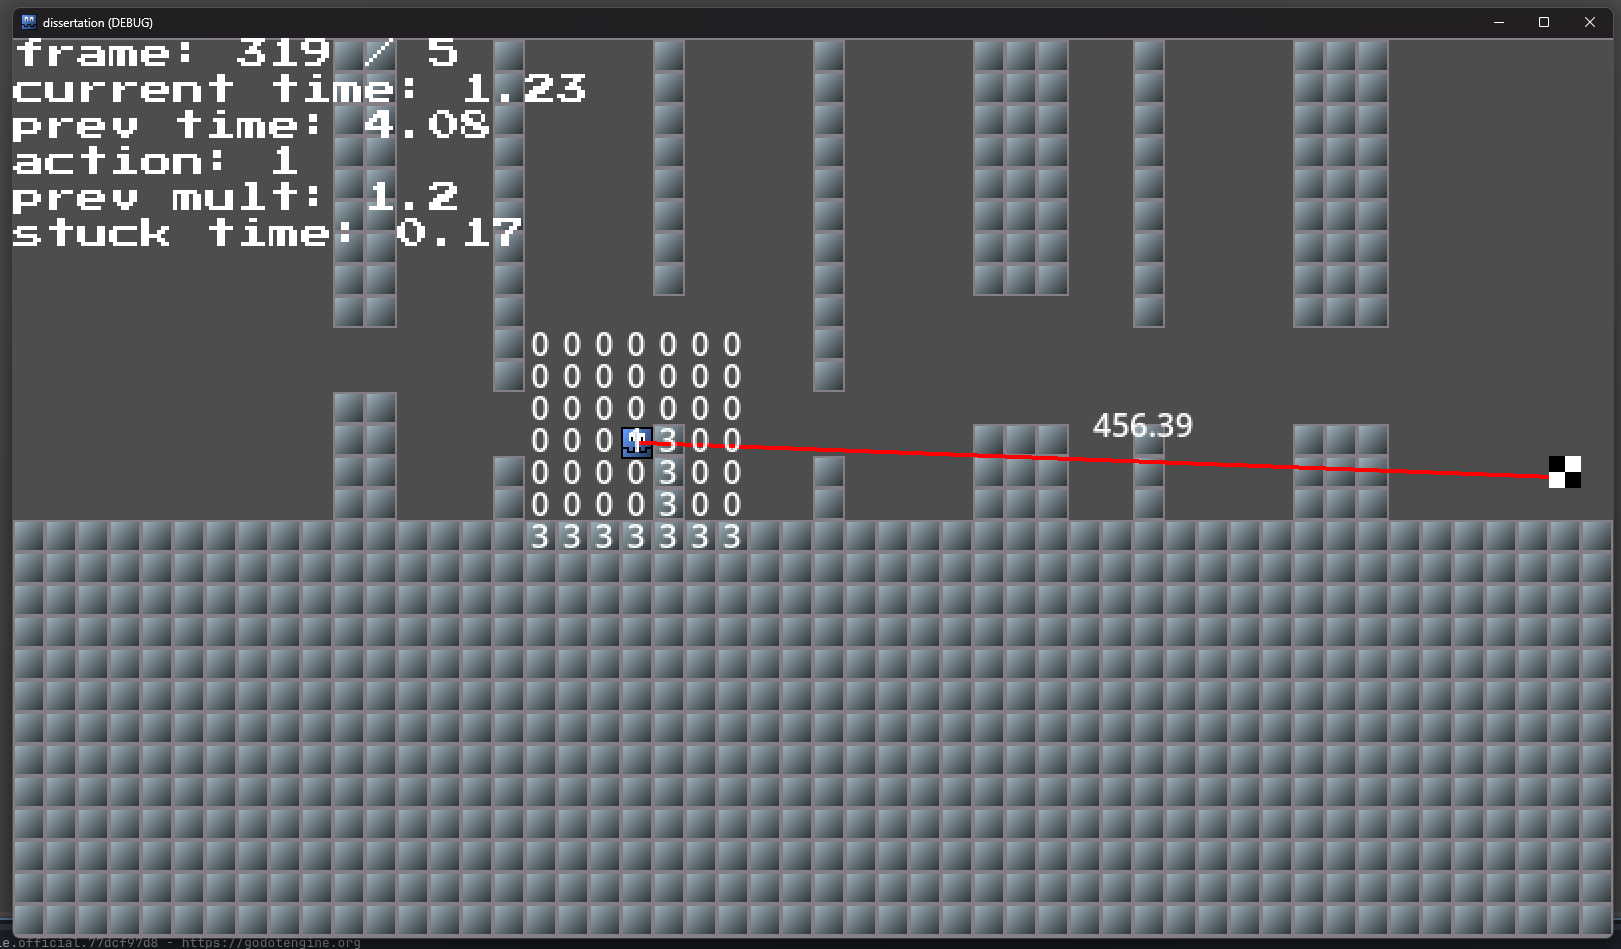 dissertation (DEBUG)
frame: 319 / 5
current time: 1.23
prev time: 4.08
action: 1
prev mult: 1.2
stuck time: 0.17
0 0 0 0 0 0 0
0 0 0 0 0 0 0
0 0 0 0 0 0 0
456.39
0 0 0 1 3 0 0
0 0 0 0 3 0 0
0 0 0 0 3 0 0
3 3 3 3 3 3 3
le.official.77dcf97d8 - https://godotengine.org